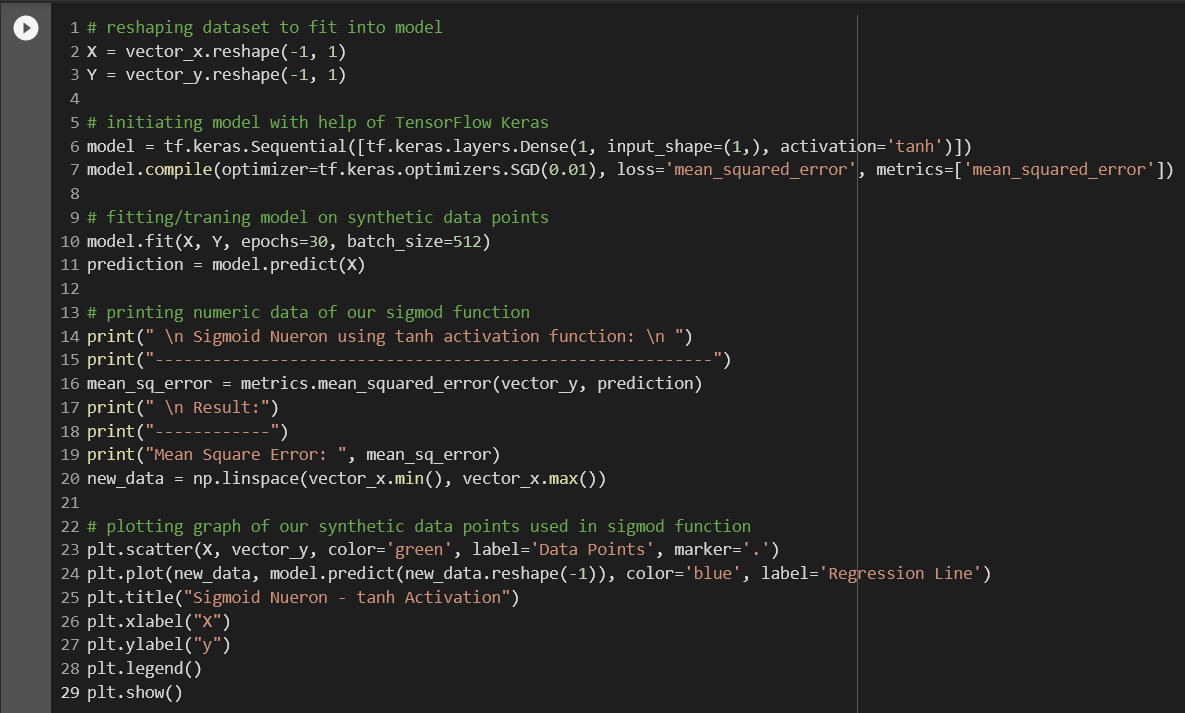 1 # reshaping dataset to fit into model
2 X = vector_x.reshape(-1, 1)
3 Y = vector_y.reshape(-1, 1)
4
5 # initiating model with help of TensorFlow Keras
6 model = tf.keras.Sequential([tf.keras.layers.Dense(1, input_shape=(1,), activation='tanh')])
7 model.compile(optimizer=tf.keras.optimizers.SGD(0.01), loss='mean_squared_error', metrics=['mean_squared_error'])
8
9 # fitting/traning model on synthetic data points
10 model.fit(X, Y, epochs=30, batch_size=512)
11 prediction = model.predict(X)
12
13 # printing numeric data of our sigmod function
14 print(" \n Sigmoid Nueron using tanh activation function: \n ")
15 print("----------------------------------------------------------")
16 mean_sq_error = metrics.mean_squared_error(vector_y, prediction)
17 print(" \n Result:")
18 print("------------")
19 print("Mean Square Error: ", mean_sq_error)
20 new_data = np.linspace(vector_x.min(), vector_x.max())
21
22 # plotting graph of our synthetic data points used in sigmod function
23 plt.scatter(X, vector_y, color='green', label='Data Points', marker='.')
24 plt.plot(new_data, model.predict(new_data.reshape(-1)), color='blue', label='Regression Line')
25 plt.title("Sigmoid Nueron - tanh Activation")
26 plt.xlabel("X")
27 plt.ylabel("y")
28 plt.legend()
29 plt.show()